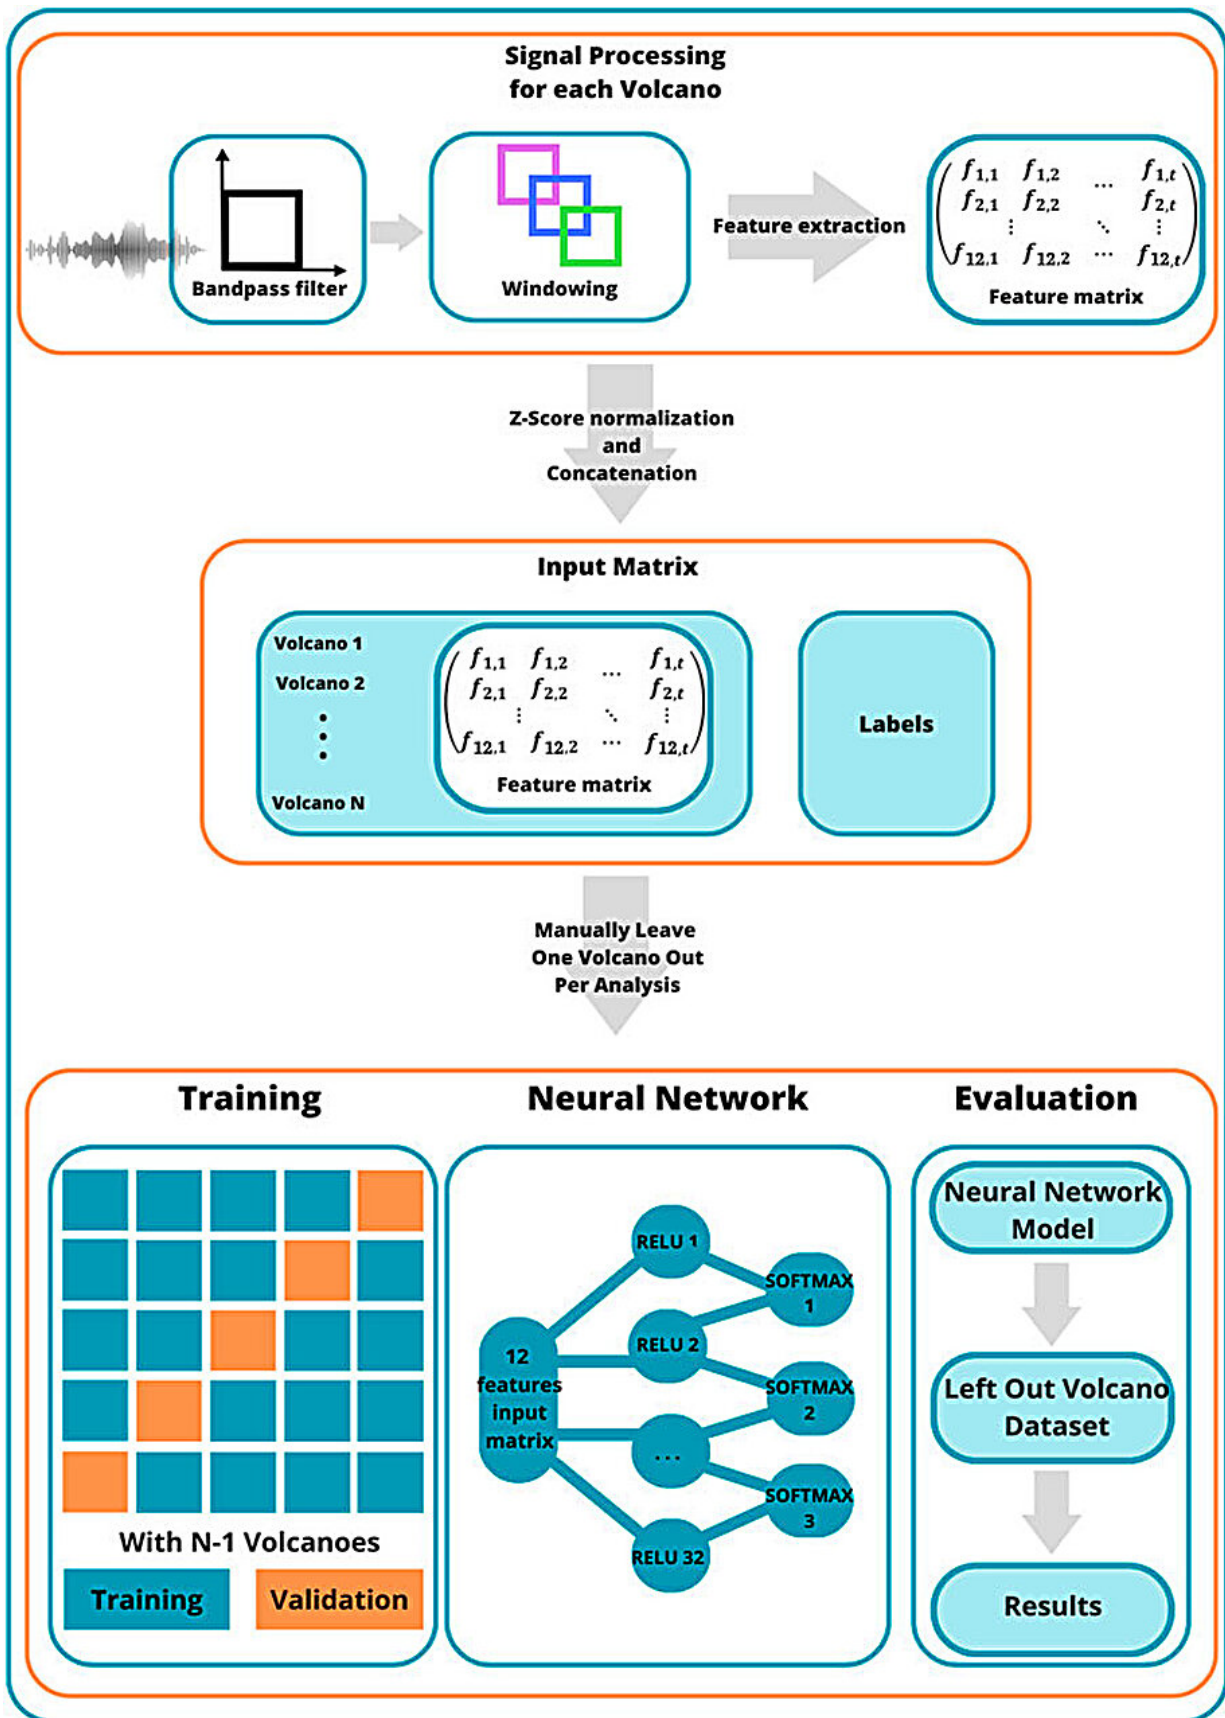 Signal Processing
for each Volcano
Bandpass filter
Windowing
Feature extraction
f1,1 f1,2 ... f1,t
f2,1 f2,2 f2,t
⋮ ⋱ ⋮
f12,1 f12,2 ... f12,t
Feature matrix
Z-Score normalization
and
Concatenation
Input Matrix
Volcano 1
Volcano 2
⋮
Volcano N
f1,1 f1,2 ... f1,t
f2,1 f2,2 f2,t
⋮ ⋱ ⋮
f12,1 f12,2 ... f12,t
Feature matrix
Labels
Manually Leave
One Volcano Out
Per Analysis
Training
With N-1 Volcanoes
Training
Validation
Neural Network
12
features
input
matrix
RELU 1
RELU 2
...
RELU 32
SOFTMAX
1
SOFTMAX
2
SOFTMAX
3
Evaluation
Neural Network
Model
Left Out Volcano
Dataset
Results